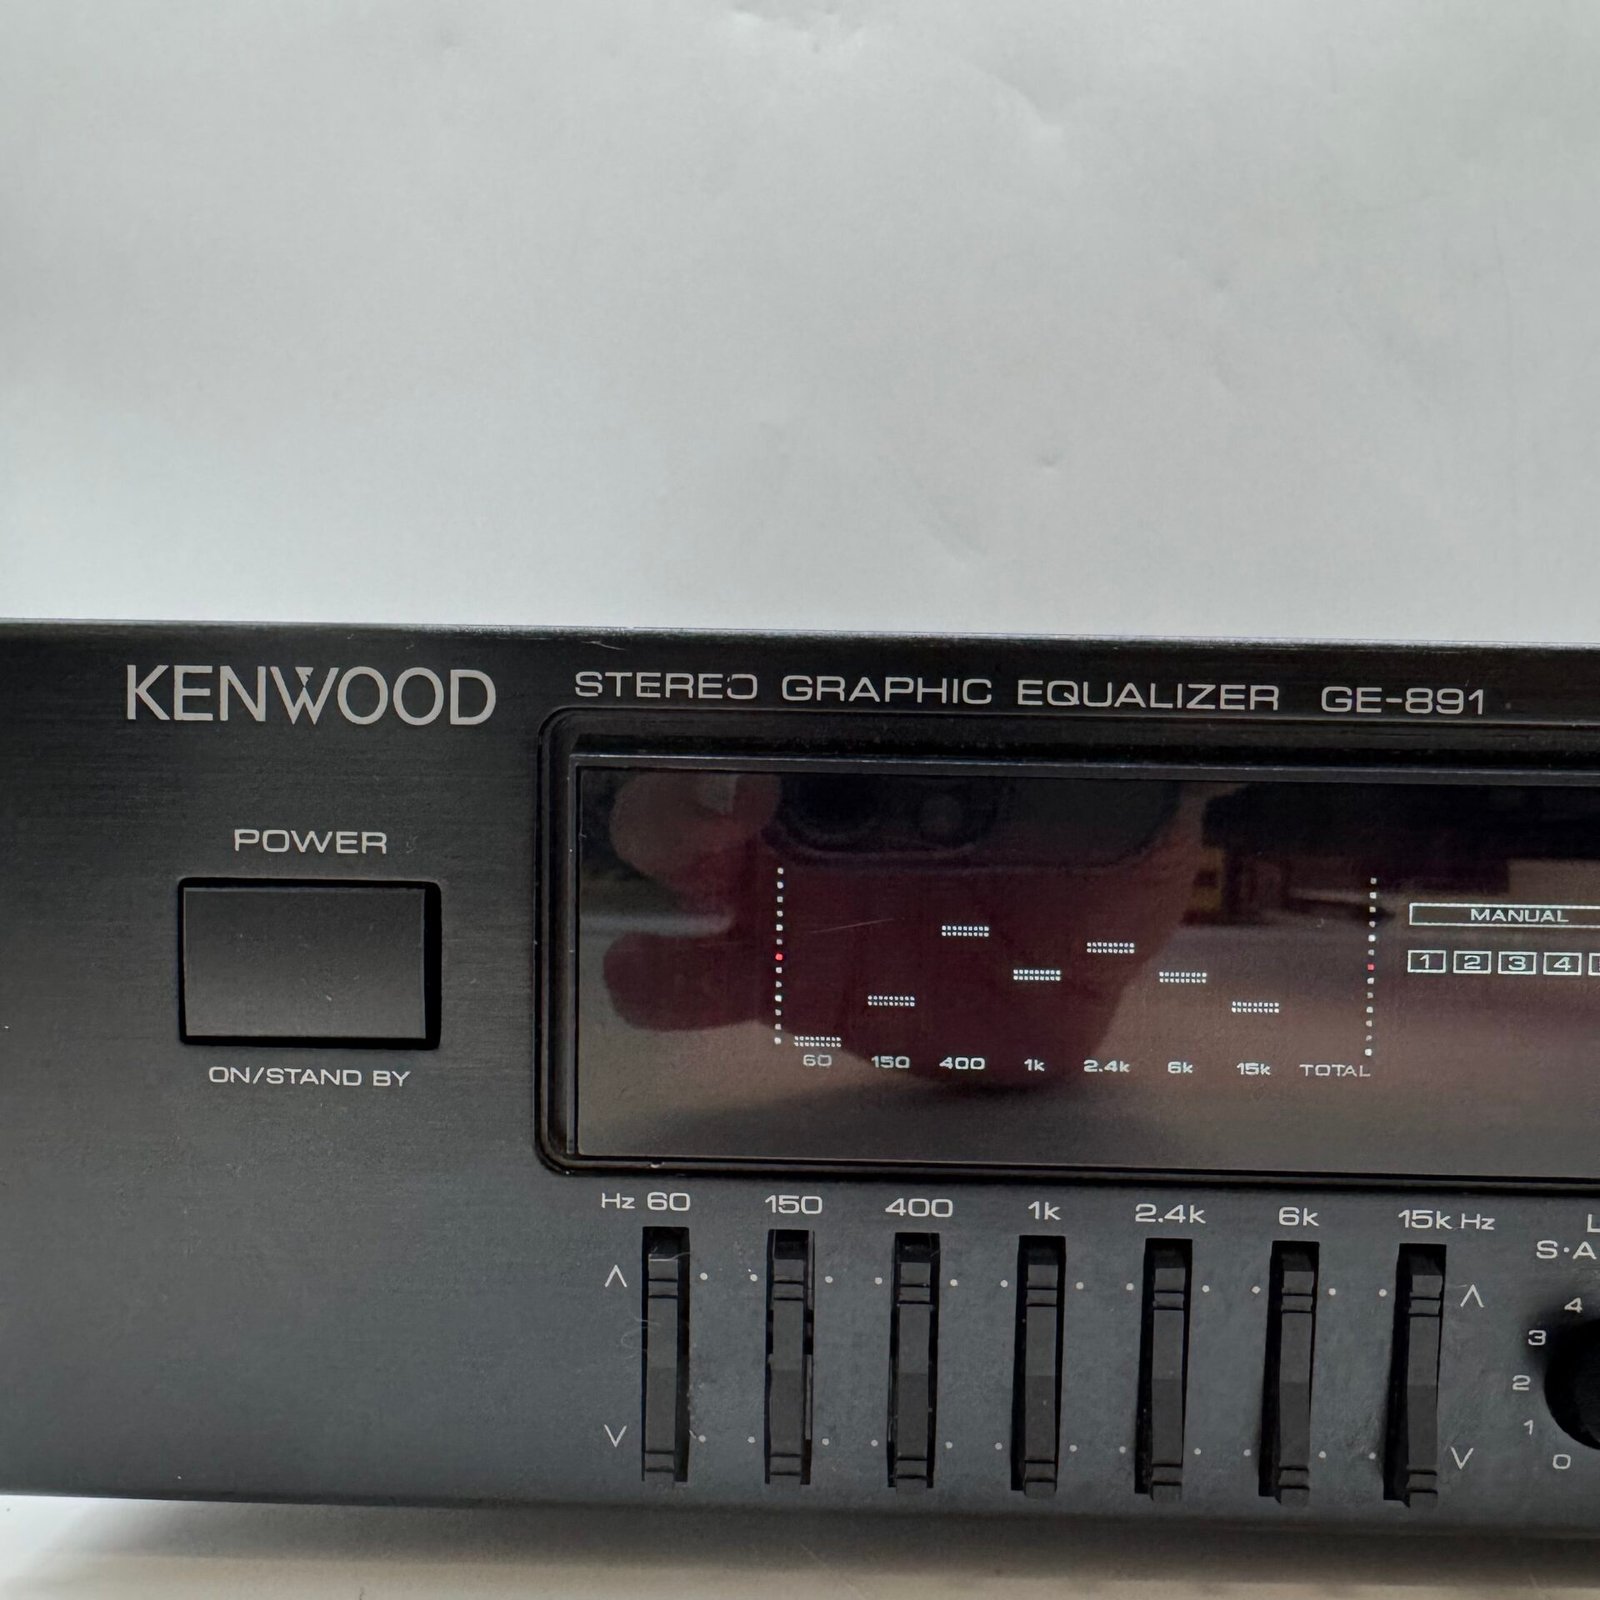 KENWOOD
STEREO GRAPHIC EQUALIZER GE-891
POWER
ON/STAND BY
MANUAL
1 2 3 4
60 150 400 1k 2.4k 6k 15k TOTAL
Hz 60 150 400 1k 2.4k 6k 15k Hz
S·A
4
3
2
1
0